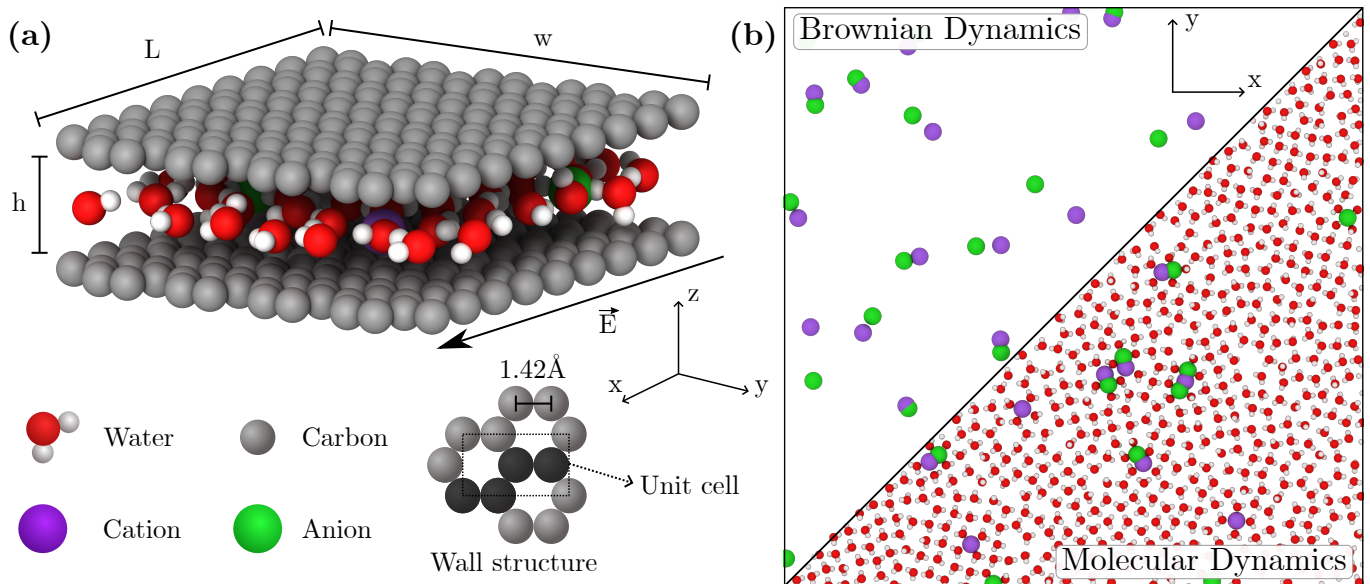 (a)
L
w
h
E
z
x
y
1.42Å
Water
Carbon
Cation
Anion
Unit cell
Wall structure
(b)
Brownian Dynamics
y
x
Molecular Dynamics